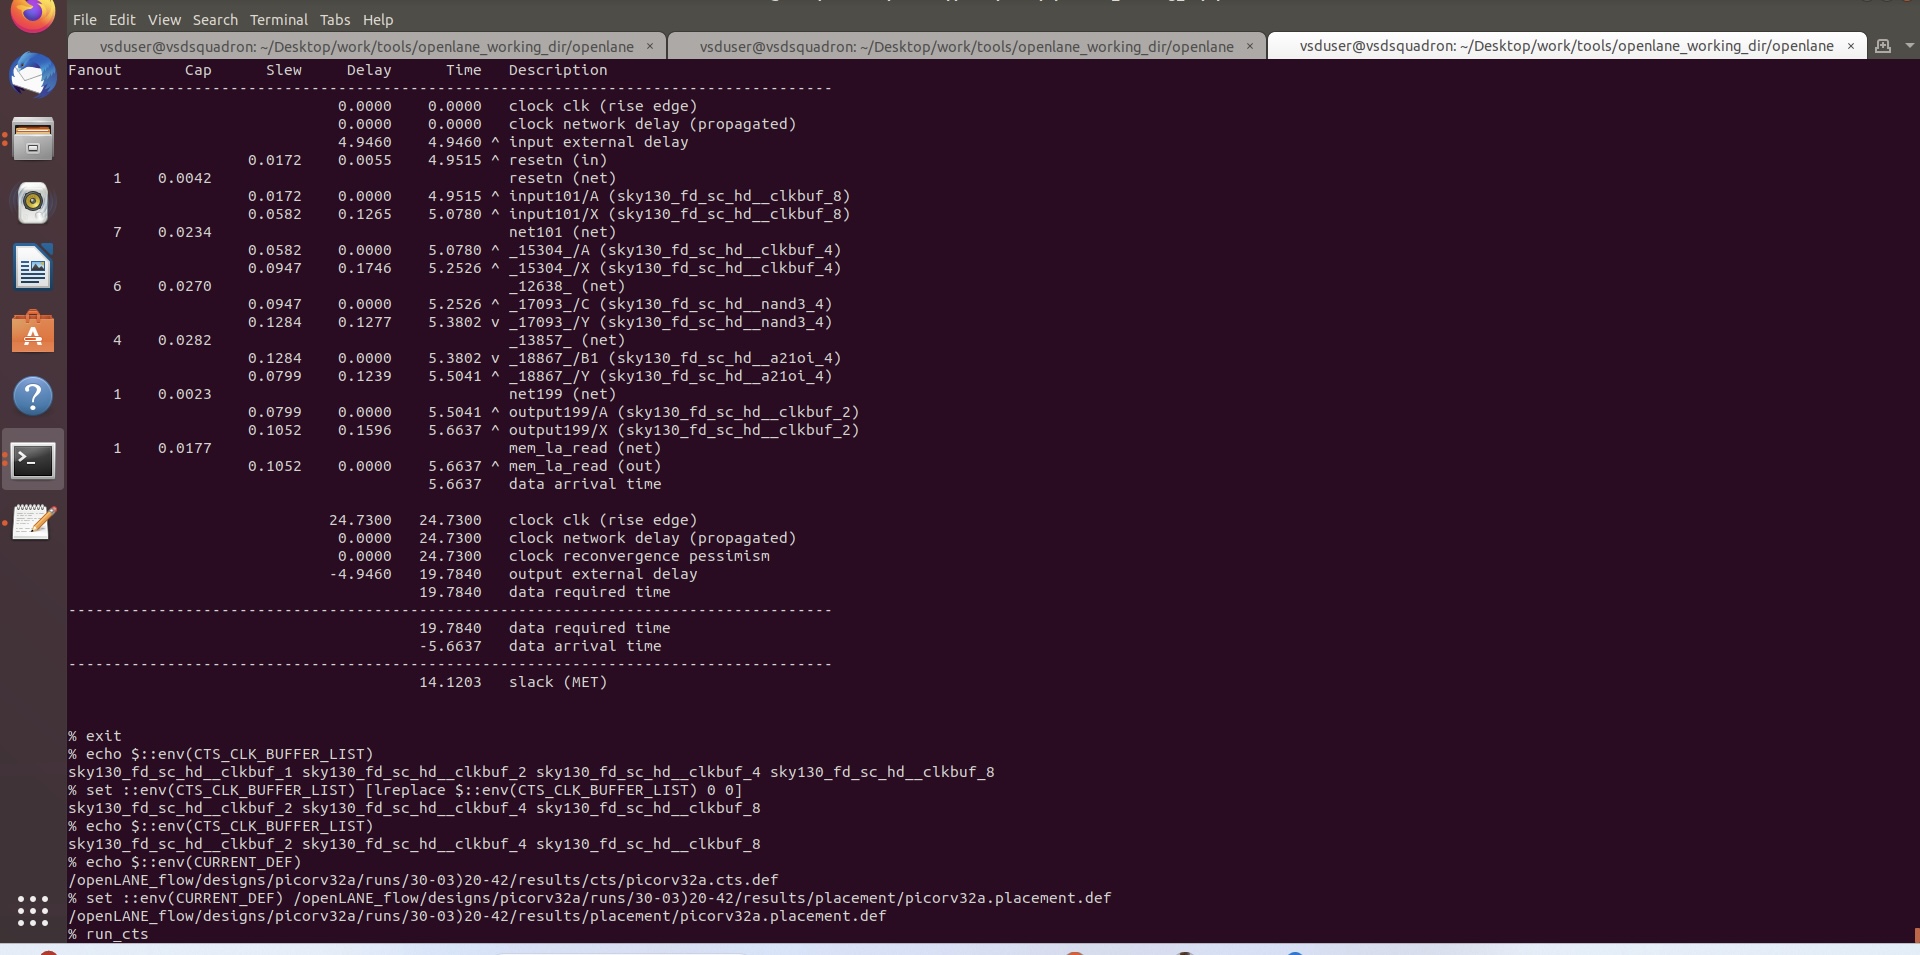 File Edit View Search Terminal Tabs Help
vsduser@vsdsquadron: ~/Desktop/work/tools/openlane_working_dir/openlane × vsduser@vsdsquadron: ~/Desktop/work/tools/openlane_working_dir/openlane × vsduser@vsdsquadron: ~/Desktop/work/tools/openlane_working_dir/openlane ×
Fanout Cap Slew Delay Time Description
-------------------------------------------------------------------------------------
0.0000 0.0000 clock clk (rise edge)
0.0000 0.0000 clock network delay (propagated)
4.9460 4.9460 ^ input external delay
0.0172 0.0055 4.9515 ^ resetn (in)
1 0.0042 resetn (net)
0.0172 0.0000 4.9515 ^ input101/A (sky130_fd_sc_hd__clkbuf_8)
0.0582 0.1265 5.0780 ^ input101/X (sky130_fd_sc_hd__clkbuf_8)
7 0.0234 net101 (net)
0.0582 0.0000 5.0780 ^ _15304_/A (sky130_fd_sc_hd__clkbuf_4)
0.0947 0.1746 5.2526 ^ _15304_/X (sky130_fd_sc_hd__clkbuf_4)
6 0.0270 _12638_ (net)
0.0947 0.0000 5.2526 ^ _17093_/C (sky130_fd_sc_hd__nand3_4)
0.1284 0.1277 5.3802 v _17093_/Y (sky130_fd_sc_hd__nand3_4)
4 0.0282 _13857_ (net)
0.1284 0.0000 5.3802 v _18867_/B1 (sky130_fd_sc_hd__a21oi_4)
0.0799 0.1239 5.5041 ^ _18867_/Y (sky130_fd_sc_hd__a21oi_4)
1 0.0023 net199 (net)
0.0799 0.0000 5.5041 ^ output199/A (sky130_fd_sc_hd__clkbuf_2)
0.1052 0.1596 5.6637 ^ output199/X (sky130_fd_sc_hd__clkbuf_2)
1 0.0177 mem_la_read (net)
0.1052 0.0000 5.6637 ^ mem_la_read (out)
5.6637 data arrival time
24.7300 24.7300 clock clk (rise edge)
0.0000 24.7300 clock network delay (propagated)
0.0000 24.7300 clock reconvergence pessimism
-4.9460 19.7840 output external delay
19.7840 data required time
-------------------------------------------------------------------------------------
19.7840 data required time
-5.6637 data arrival time
-------------------------------------------------------------------------------------
14.1203 slack (MET)
% exit
% echo $::env(CTS_CLK_BUFFER_LIST)
sky130_fd_sc_hd__clkbuf_1 sky130_fd_sc_hd__clkbuf_2 sky130_fd_sc_hd__clkbuf_4 sky130_fd_sc_hd__clkbuf_8
% set ::env(CTS_CLK_BUFFER_LIST) [lreplace $::env(CTS_CLK_BUFFER_LIST) 0 0]
sky130_fd_sc_hd__clkbuf_2 sky130_fd_sc_hd__clkbuf_4 sky130_fd_sc_hd__clkbuf_8
% echo $::env(CTS_CLK_BUFFER_LIST)
sky130_fd_sc_hd__clkbuf_2 sky130_fd_sc_hd__clkbuf_4 sky130_fd_sc_hd__clkbuf_8
% echo $::env(CURRENT_DEF)
/openLANE_flow/designs/picorv32a/runs/30-03)20-42/results/cts/picorv32a.cts.def
% set ::env(CURRENT_DEF) /openLANE_flow/designs/picorv32a/runs/30-03)20-42/results/placement/picorv32a.placement.def
/openLANE_flow/designs/picorv32a/runs/30-03)20-42/results/placement/picorv32a.placement.def
% run_cts